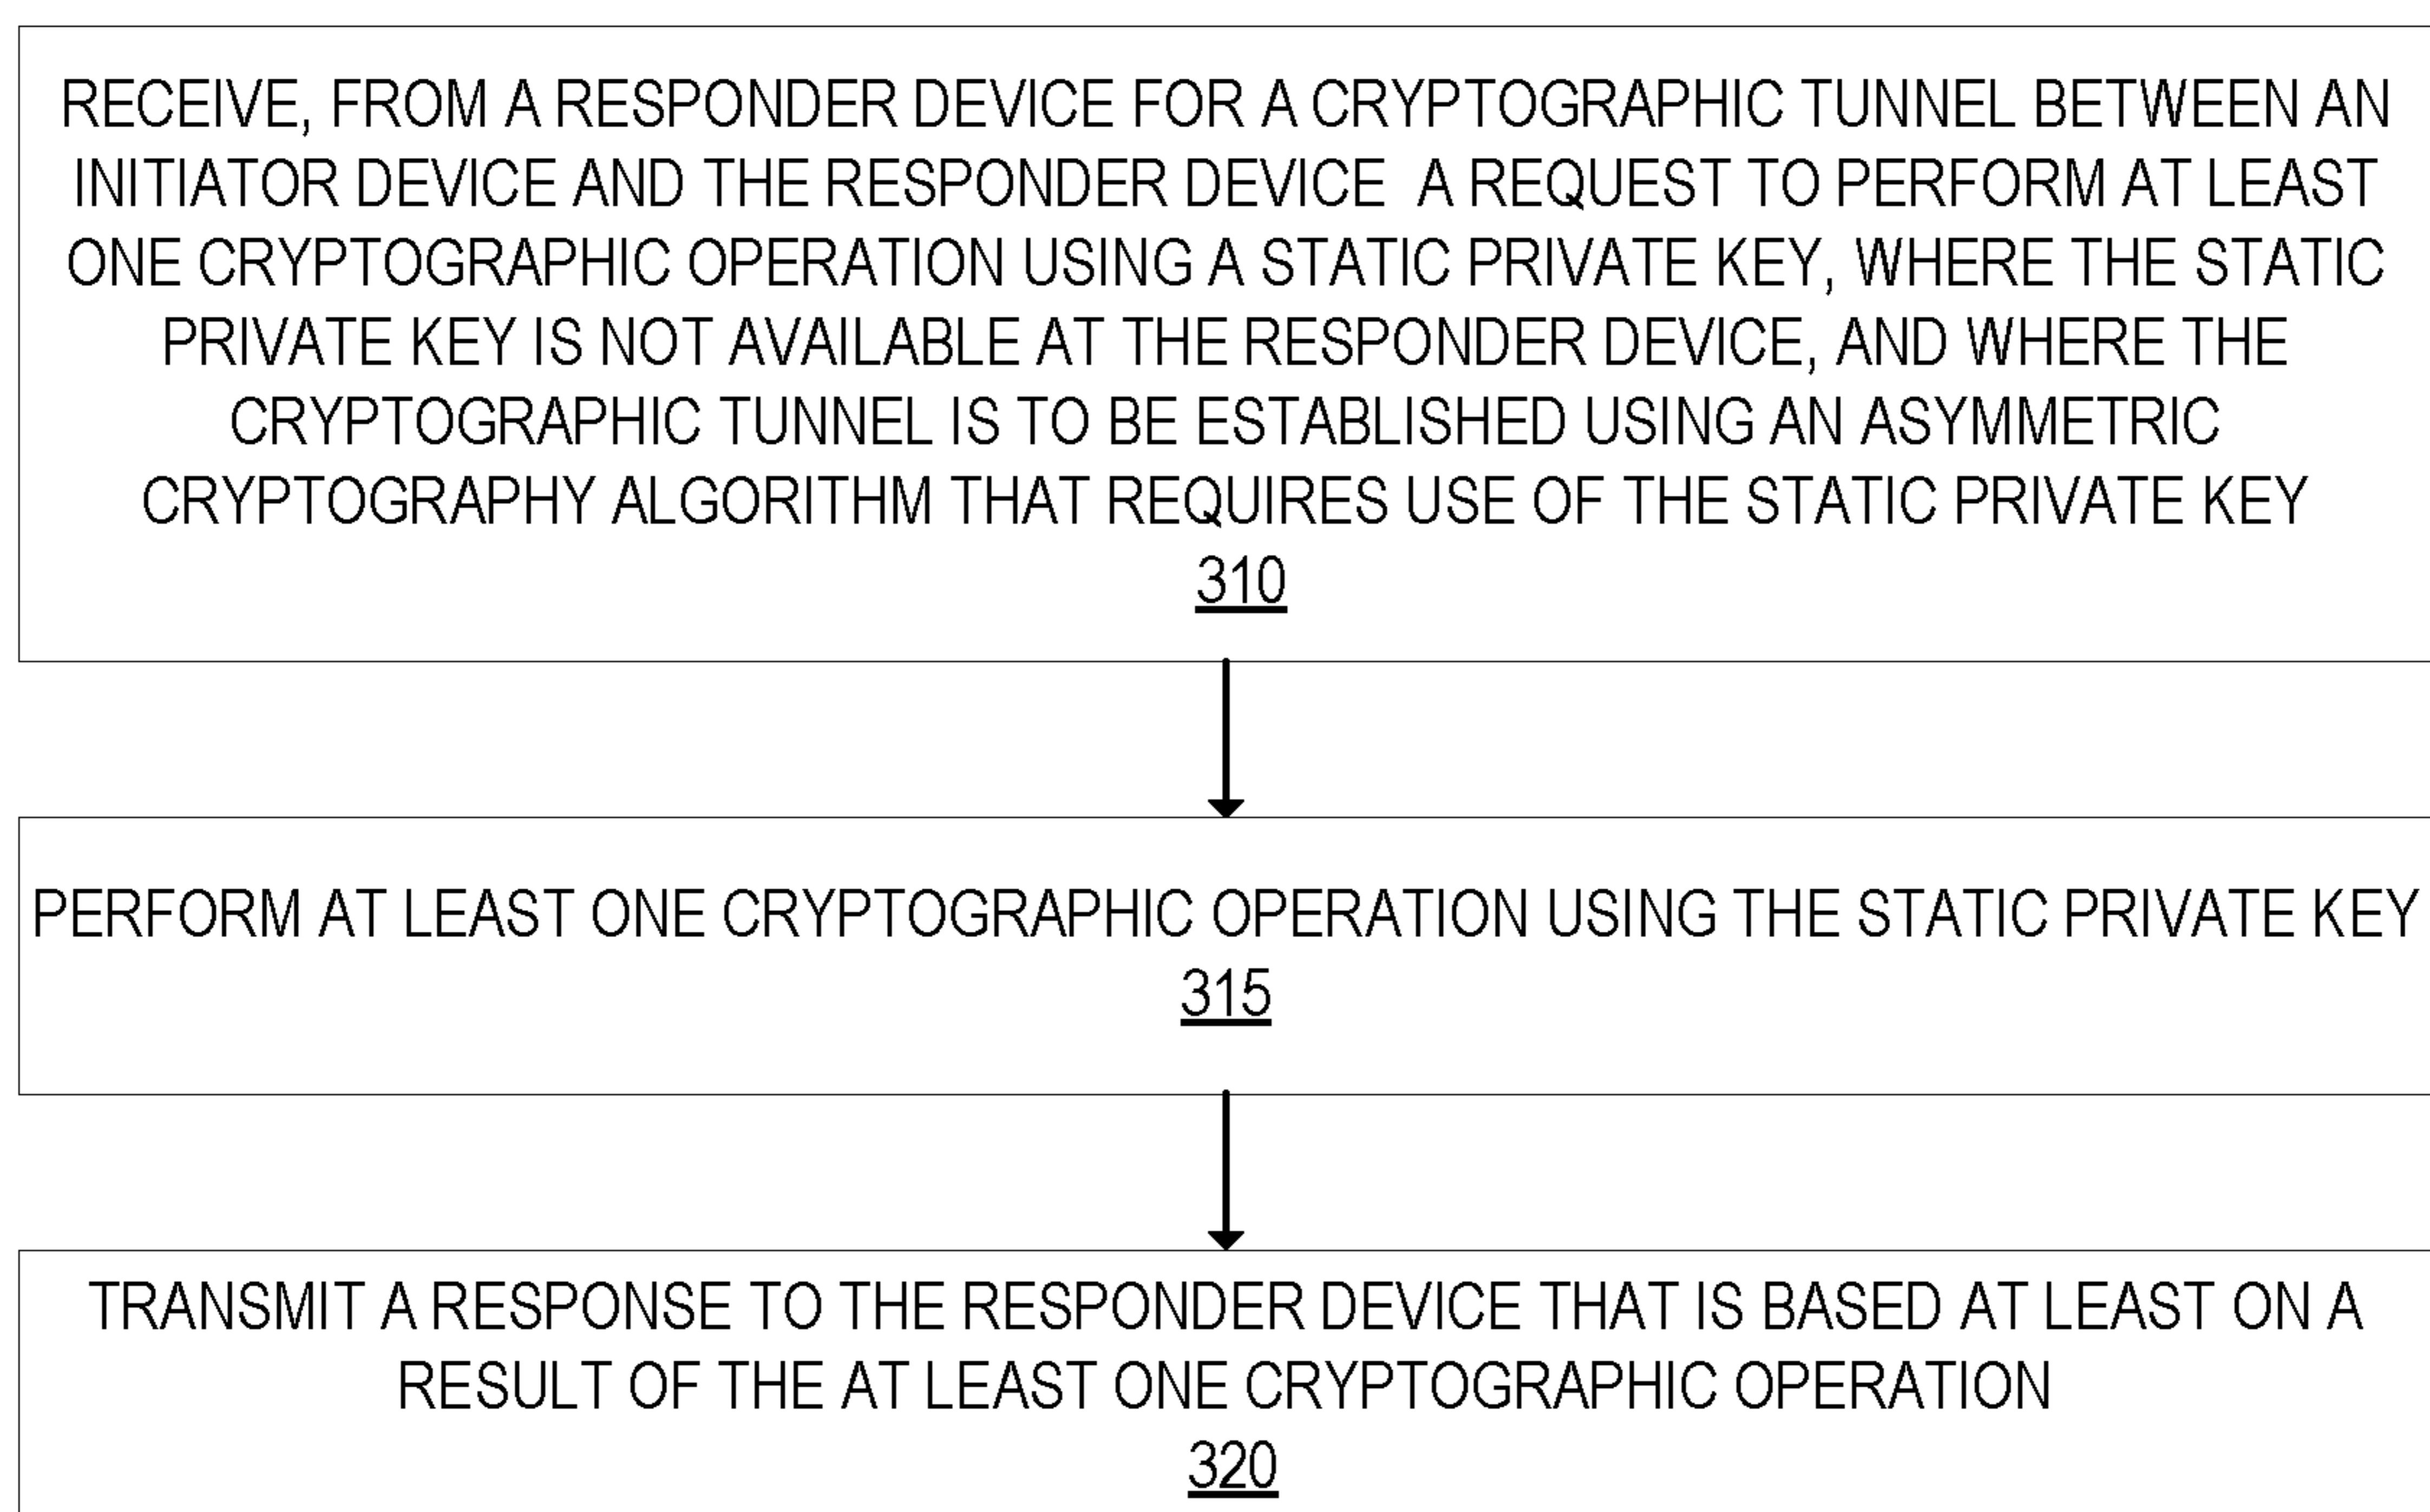 RECEIVE, FROM A RESPONDER DEVICE FOR A CRYPTOGRAPHIC TUNNEL BETWEEN AN
INITIATOR DEVICE AND THE RESPONDER DEVICE A REQUEST TO PERFORM AT LEAST
ONE CRYPTOGRAPHIC OPERATION USING A STATIC PRIVATE KEY, WHERE THE STATIC
PRIVATE KEY IS NOT AVAILABLE AT THE RESPONDER DEVICE, AND WHERE THE
CRYPTOGRAPHIC TUNNEL IS TO BE ESTABLISHED USING AN ASYMMETRIC
CRYPTOGRAPHY ALGORITHM THAT REQUIRES USE OF THE STATIC PRIVATE KEY
310
PERFORM AT LEAST ONE CRYPTOGRAPHIC OPERATION USING THE STATIC PRIVATE KEY
315
TRANSMIT A RESPONSE TO THE RESPONDER DEVICE THAT IS BASED AT LEAST ON A
RESULT OF THE AT LEAST ONE CRYPTOGRAPHIC OPERATION
320